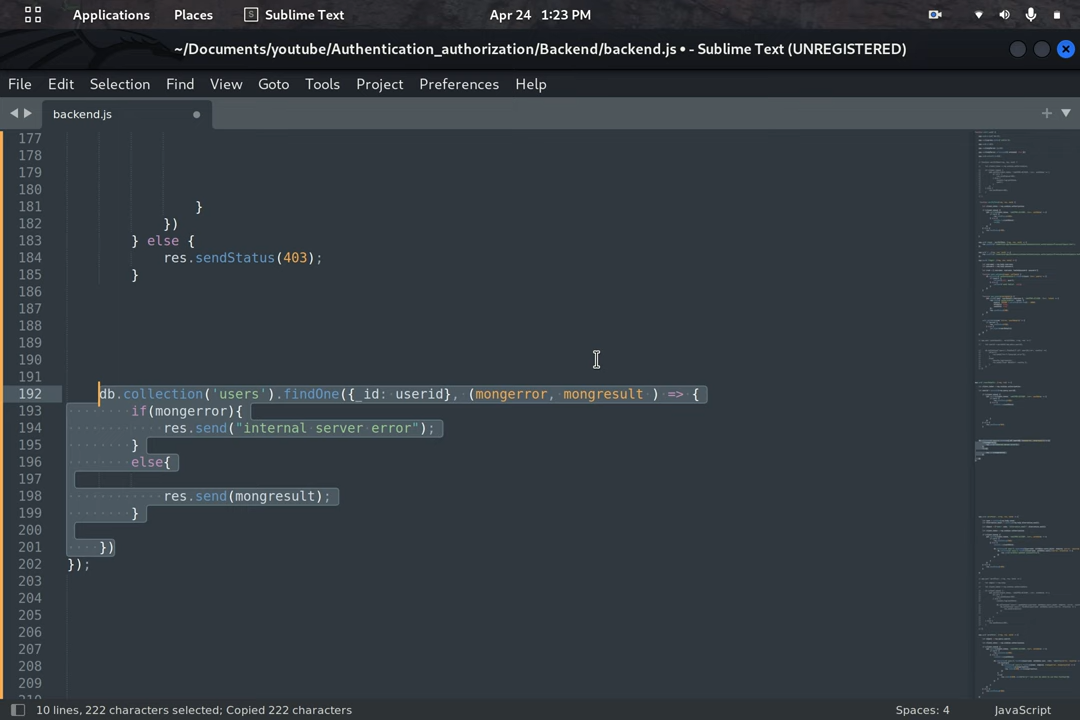 Applications Places Sublime Text Apr 24 1:23 PM
~/Documents/youtube/Authentication_authorization/Backend/backend.js • - Sublime Text (UNREGISTERED)
File Edit Selection Find View Goto Tools Project Preferences Help
backend.js
177
178
179
180
181 }
182 })
183 } else {
184 res.sendStatus(403);
185 }
186
187
188
189
190
191
192 db.collection('users').findOne({_id: userid}, (mongerror, mongresult ) => {
193 if(mongerror){
194 res.send("internal server error");
195 }
196 else{
197
198 res.send(mongresult);
199 }
200
201 })
202 });
203
204
205
206
207
208
209
10 lines, 222 characters selected; Copied 222 characters Spaces: 4 JavaScript